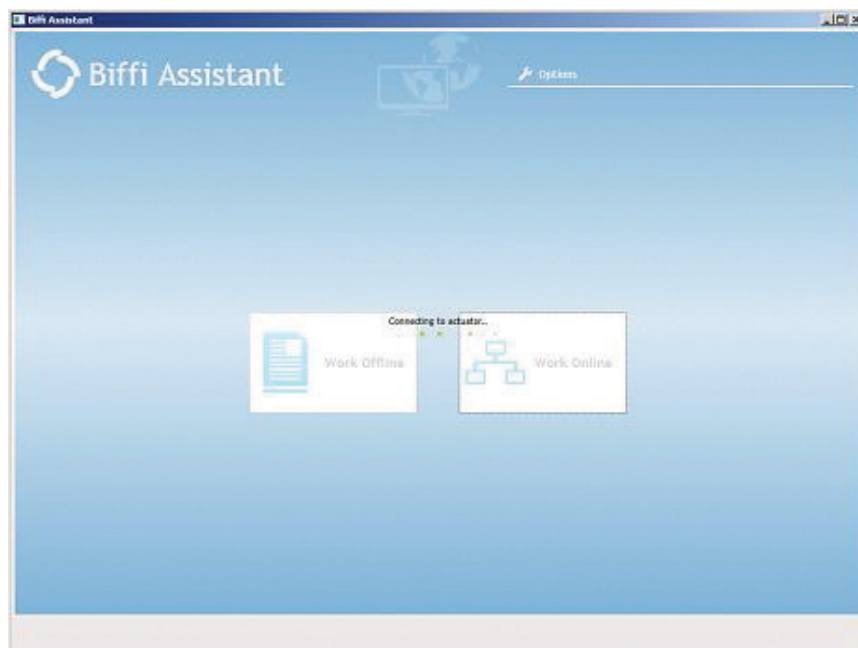 Biffi Assistant
Biffi Assistant
Options
Connecting to actuator...
Work Offline
Work Online